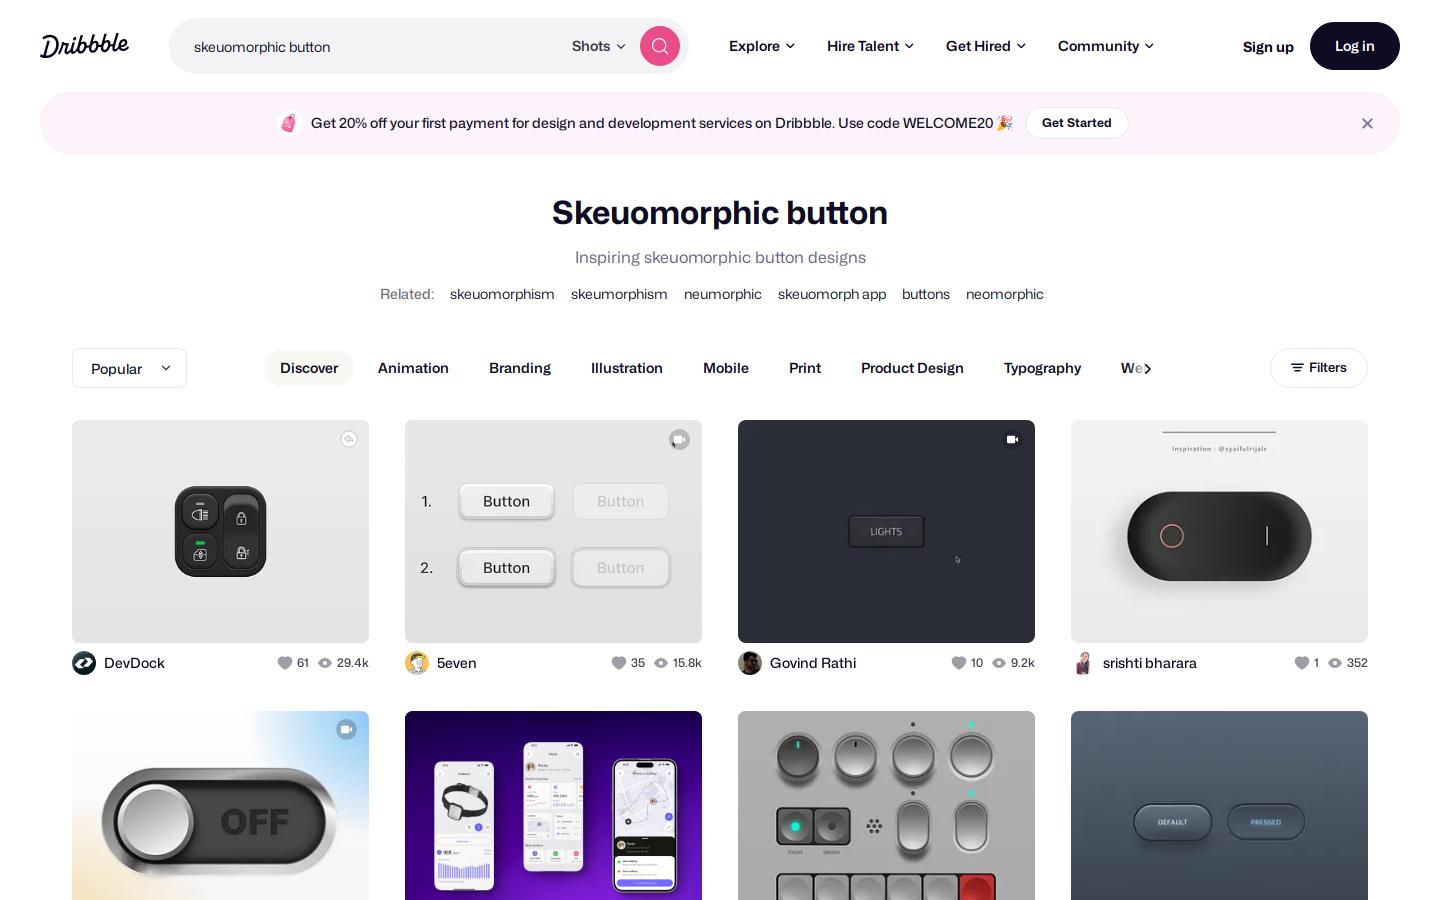 Dribbble
skeuomorphic button
Shots
Explore
Hire Talent
Get Hired
Community
Sign up
Log in
Get 20% off your first payment for design and development services on Dribbble. Use code WELCOME20 🎉
Get Started
Skeuomorphic button
Inspiring skeuomorphic button designs
Related: skeuomorphism skeumorphism neumorphic skeuomorph app buttons neomorphic
Popular
Discover
Animation
Branding
Illustration
Mobile
Print
Product Design
Typography
We
Filters
1. Button Button
2. Button Button
LIGHTS
Inspiration : @syaifulrijalr
DevDock 61 29.4k
5even 35 15.8k
Govind Rathi 10 9.2k
srishti bharara 1 352
OFF
mono stereo
DEFAULT PRESSED